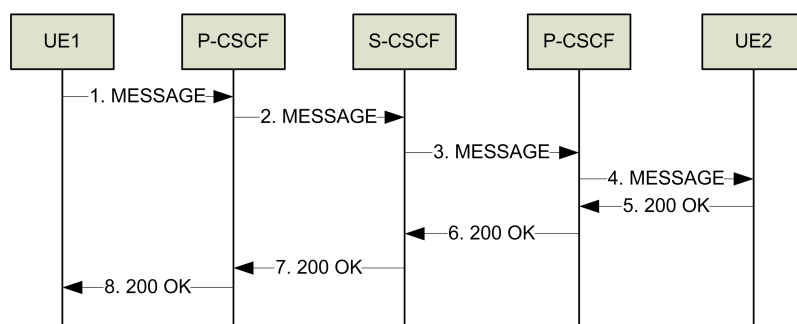 UE1
P-CSCF
S-CSCF
P-CSCF
UE2
1. MESSAGE
2. MESSAGE
3. MESSAGE
4. MESSAGE
5. 200 OK
6. 200 OK
7. 200 OK
8. 200 OK